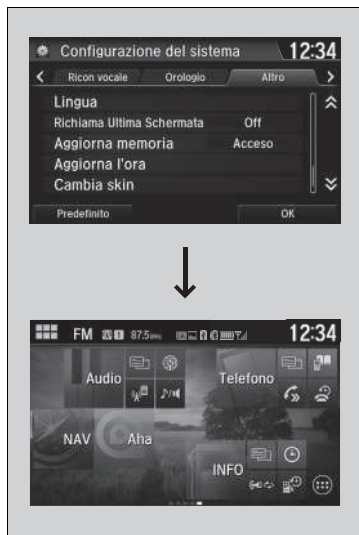 Configurazione del sistema 12:34
Ricon vocale Orologio Altro
Lingua
Richiama Ultima Schermata Off
Aggiorna memoria Acceso
Aggiorna l'ora
Cambia skin
Predefinito OK
FM 87.5MHz 12:34
Audio Telefono
NAV Aha
INFO